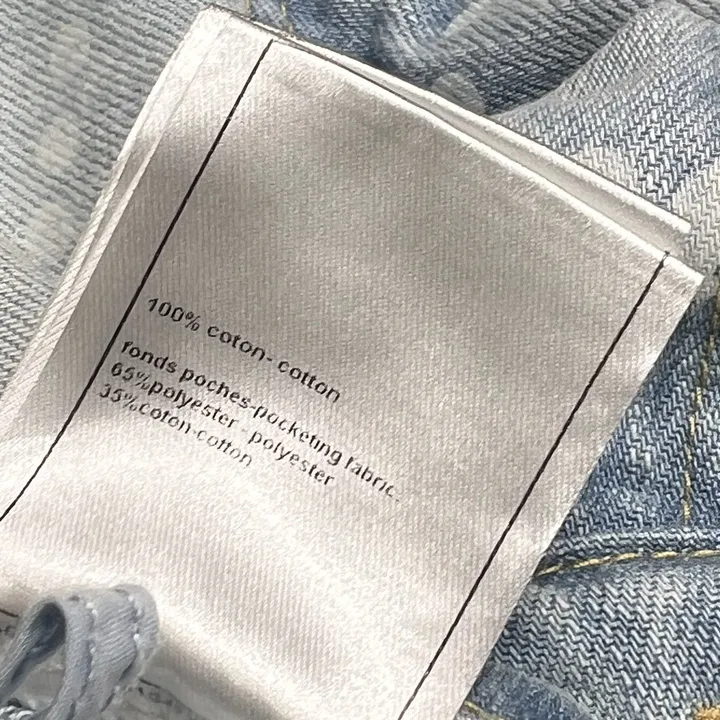 100% coton- cotton
fonds poches-pocketing fabric.
65%polyester - polyester
35%coton-cotton